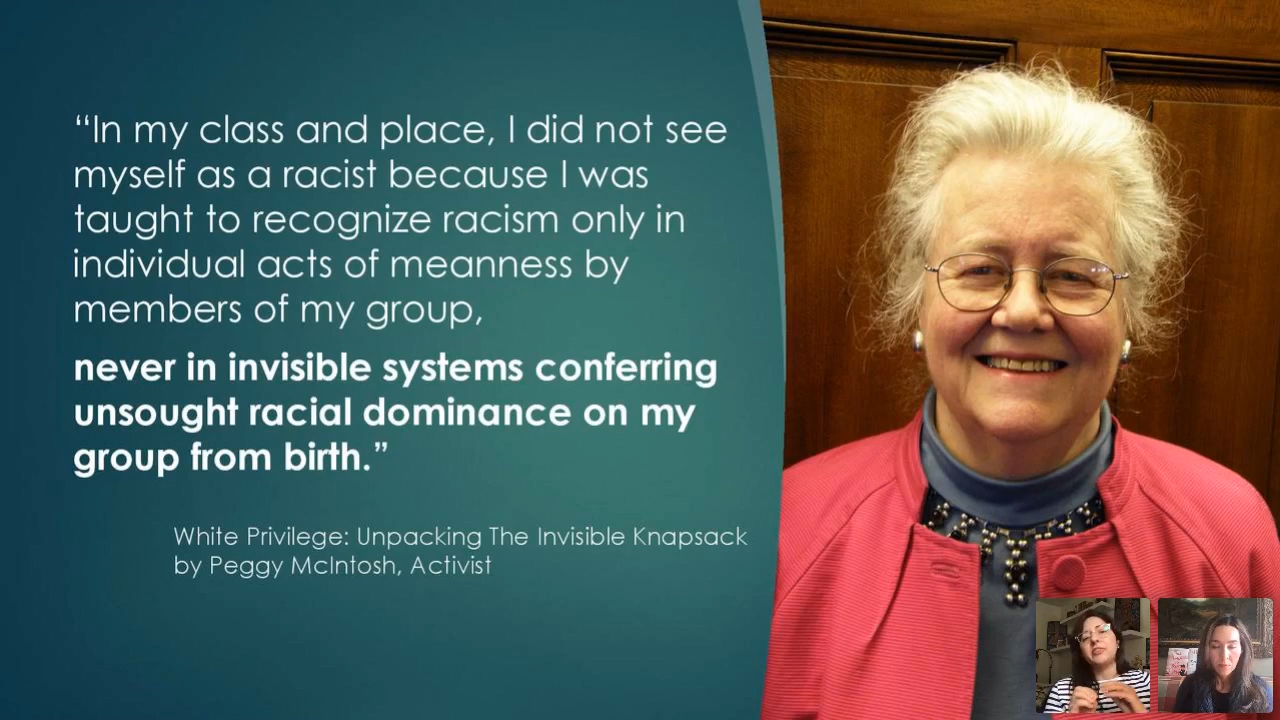 “In my class and place, I did not see
myself as a racist because I was
taught to recognize racism only in
individual acts of meanness by
members of my group,
never in invisible systems conferring
unsought racial dominance on my
group from birth.”
White Privilege: Unpacking The Invisible Knapsack
by Peggy McIntosh, Activist